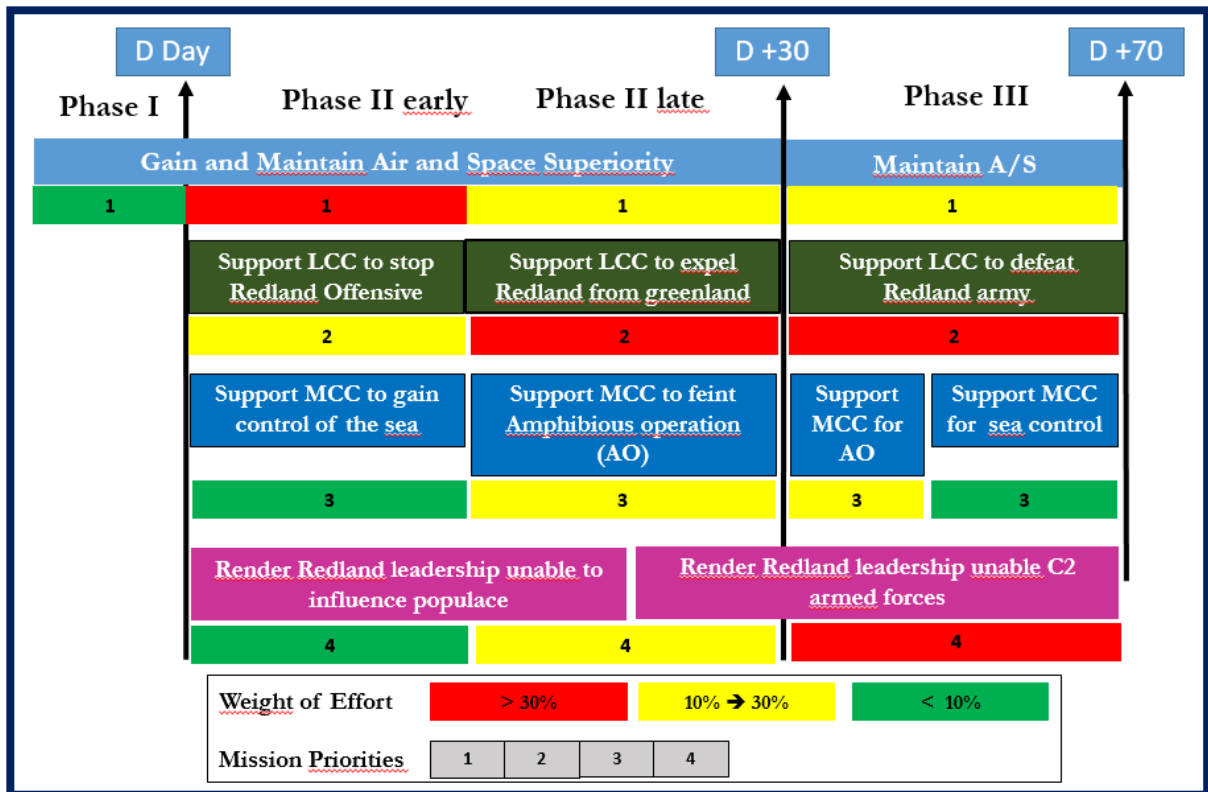 D Day
D +30
D +70
Phase I
Phase II early
Phase II late
Phase III
Gain and Maintain Air and Space Superiority
Maintain A/S
1
1
1
1
Support LCC to stop
Redland Offensive
Support LCC to expel
Redland from greenland
Support LCC to defeat
Redland army
2
2
2
Support MCC to gain
control of the sea
Support MCC to feint
Amphibious operation
(AO)
Support
MCC for
AO
Support MCC
for sea control
3
3
3
3
Render Redland leadership unable to
influence populace
Render Redland leadership unable C2
armed forces
4
4
4
Weight of Effort
> 30%
10% ➔ 30%
< 10%
Mission Priorities
1
2
3
4